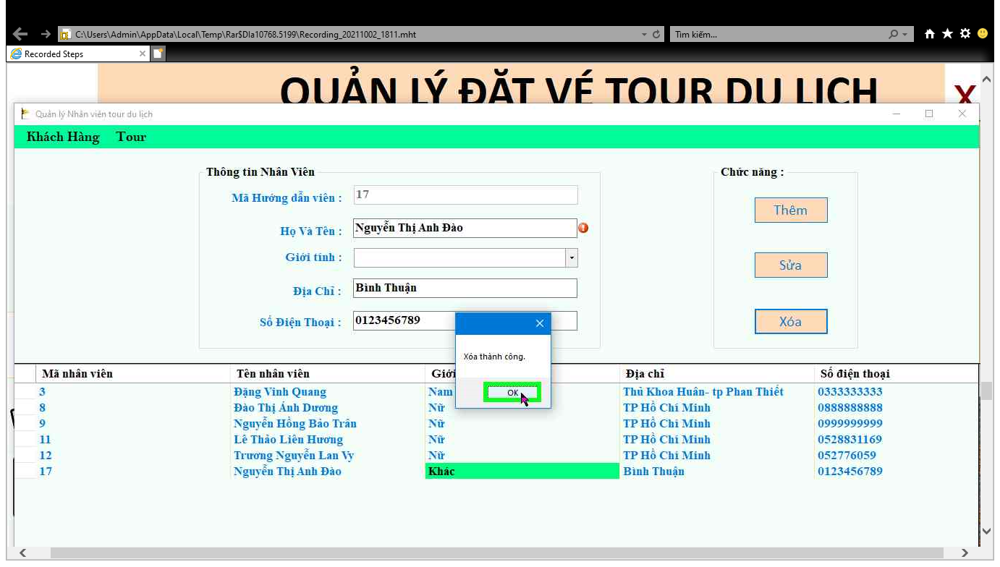 C:\Users\Admin\AppData\Local\Temp\Rar$DIa10768.5199\Recording_20211002_1811.mht
Tìm kiếm...
Recorded Steps
QUẢN LÝ ĐẶT VÉ TOUR DU LỊCH
X
Quản lý Nhân viên tour du lịch
Khách Hàng Tour
Thông tin Nhân Viên
Chức năng :
Mã Hướng dẫn viên : 17
Thêm
Họ Và Tên : Nguyễn Thị Anh Đào
Giới tính :
Sửa
Địa Chỉ : Bình Thuận
Số Điện Thoại : 0123456789
Xóa
Xóa thành công.
OK
Mã nhân viên Tên nhân viên Giới Địa chỉ Số điện thoại
3 Đặng Vinh Quang Nam Thủ Khoa Huân- tp Phan Thiết 0333333333
8 Đào Thị Ánh Dương Nữ TP Hồ Chí Minh 0888888888
9 Nguyễn Hồng Bảo Trân Nữ TP Hồ Chí Minh 0999999999
11 Lê Thảo Liên Hương Nữ TP Hồ Chí Minh 0528831169
12 Trương Nguyễn Lan Vy Nữ TP Hồ Chí Minh 052776059
17 Nguyễn Thị Anh Đào Khác Bình Thuận 0123456789